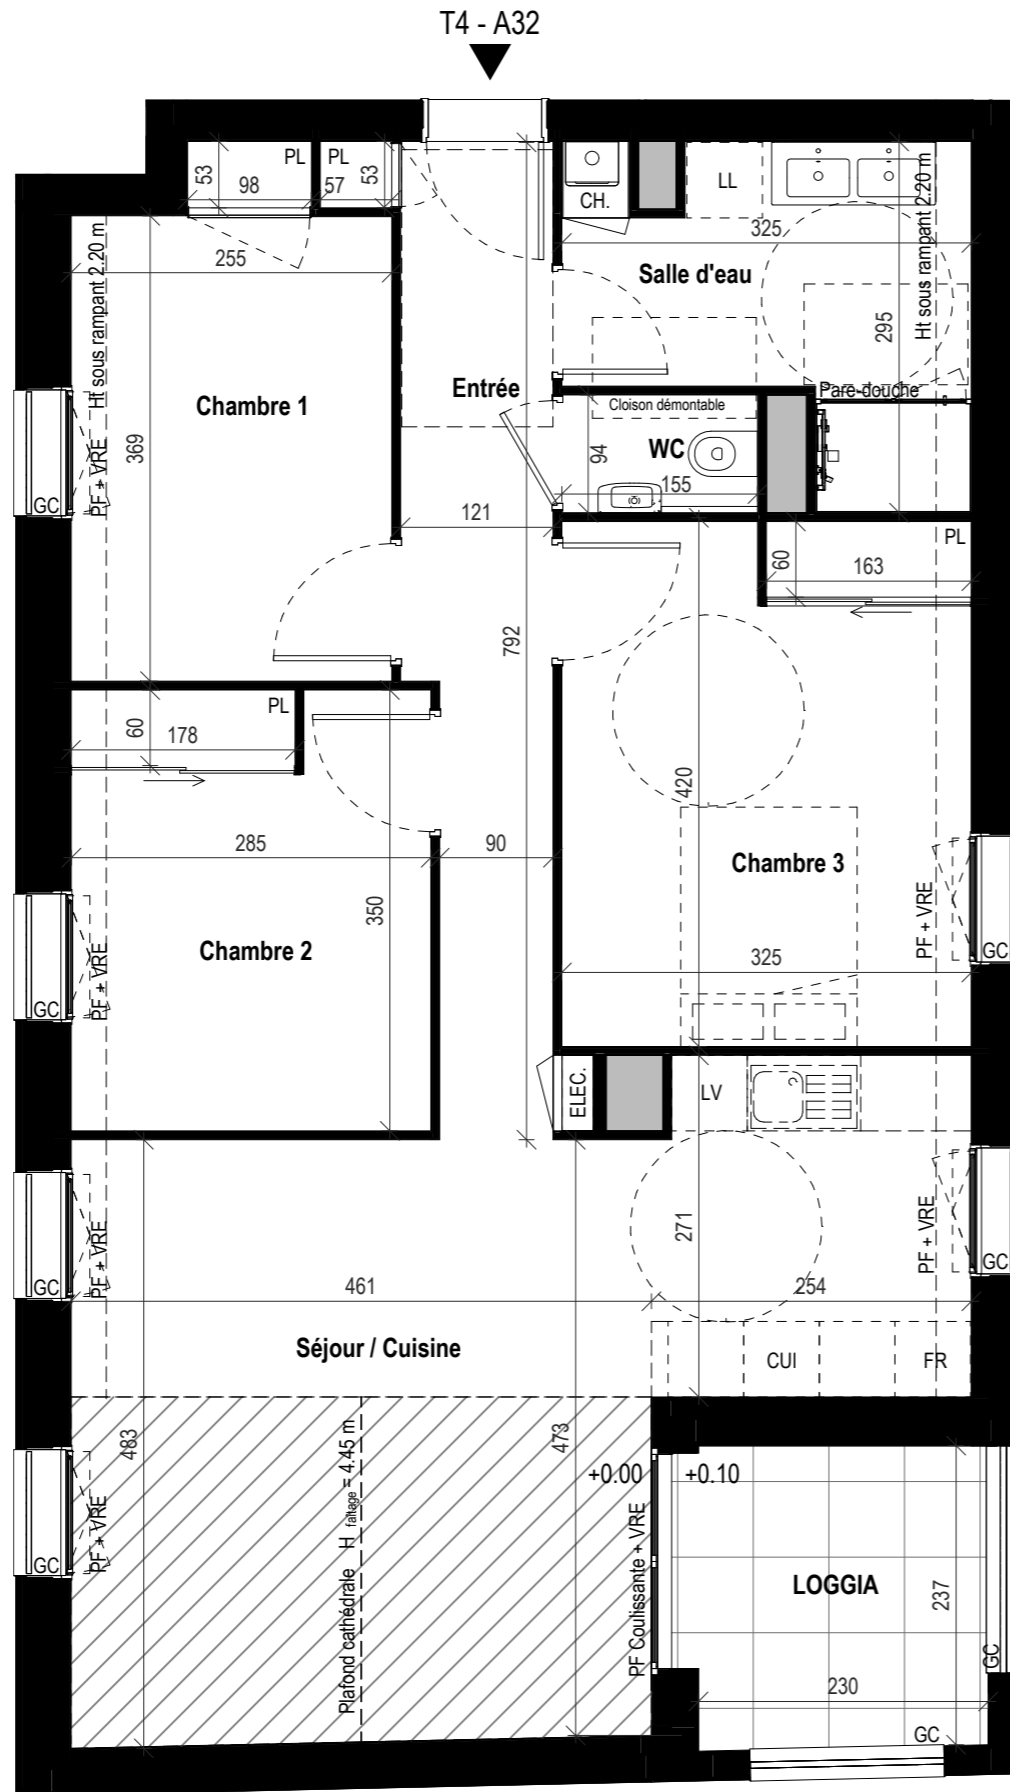 T4 - A32
PL
PL
53
98
57
53
CH.
LL
325
Salle d'eau
Ht sous rampant 2.20 m
295
255
Ht sous rampant 2.20 m
Chambre 1
Entrée
Pare-douche
Cloison démontable
WC
94
155
369
PF + VRE
GC
121
PL
60
163
792
PL
60
178
420
285
90
350
Chambre 3
Chambre 2
PF + VRE
GC
PF + VRE
GC
325
ELEC.
LV
271
PF + VRE
GC
PF + VRE
GC
461
254
Séjour / Cuisine
CUI
FR
483
473
Plafond cathédrale H faîtage = 4.45 m
+0.00
+0.10
PF + VRE
GC
PF Coulissante + VRE
LOGGIA
237
GC
230
GC